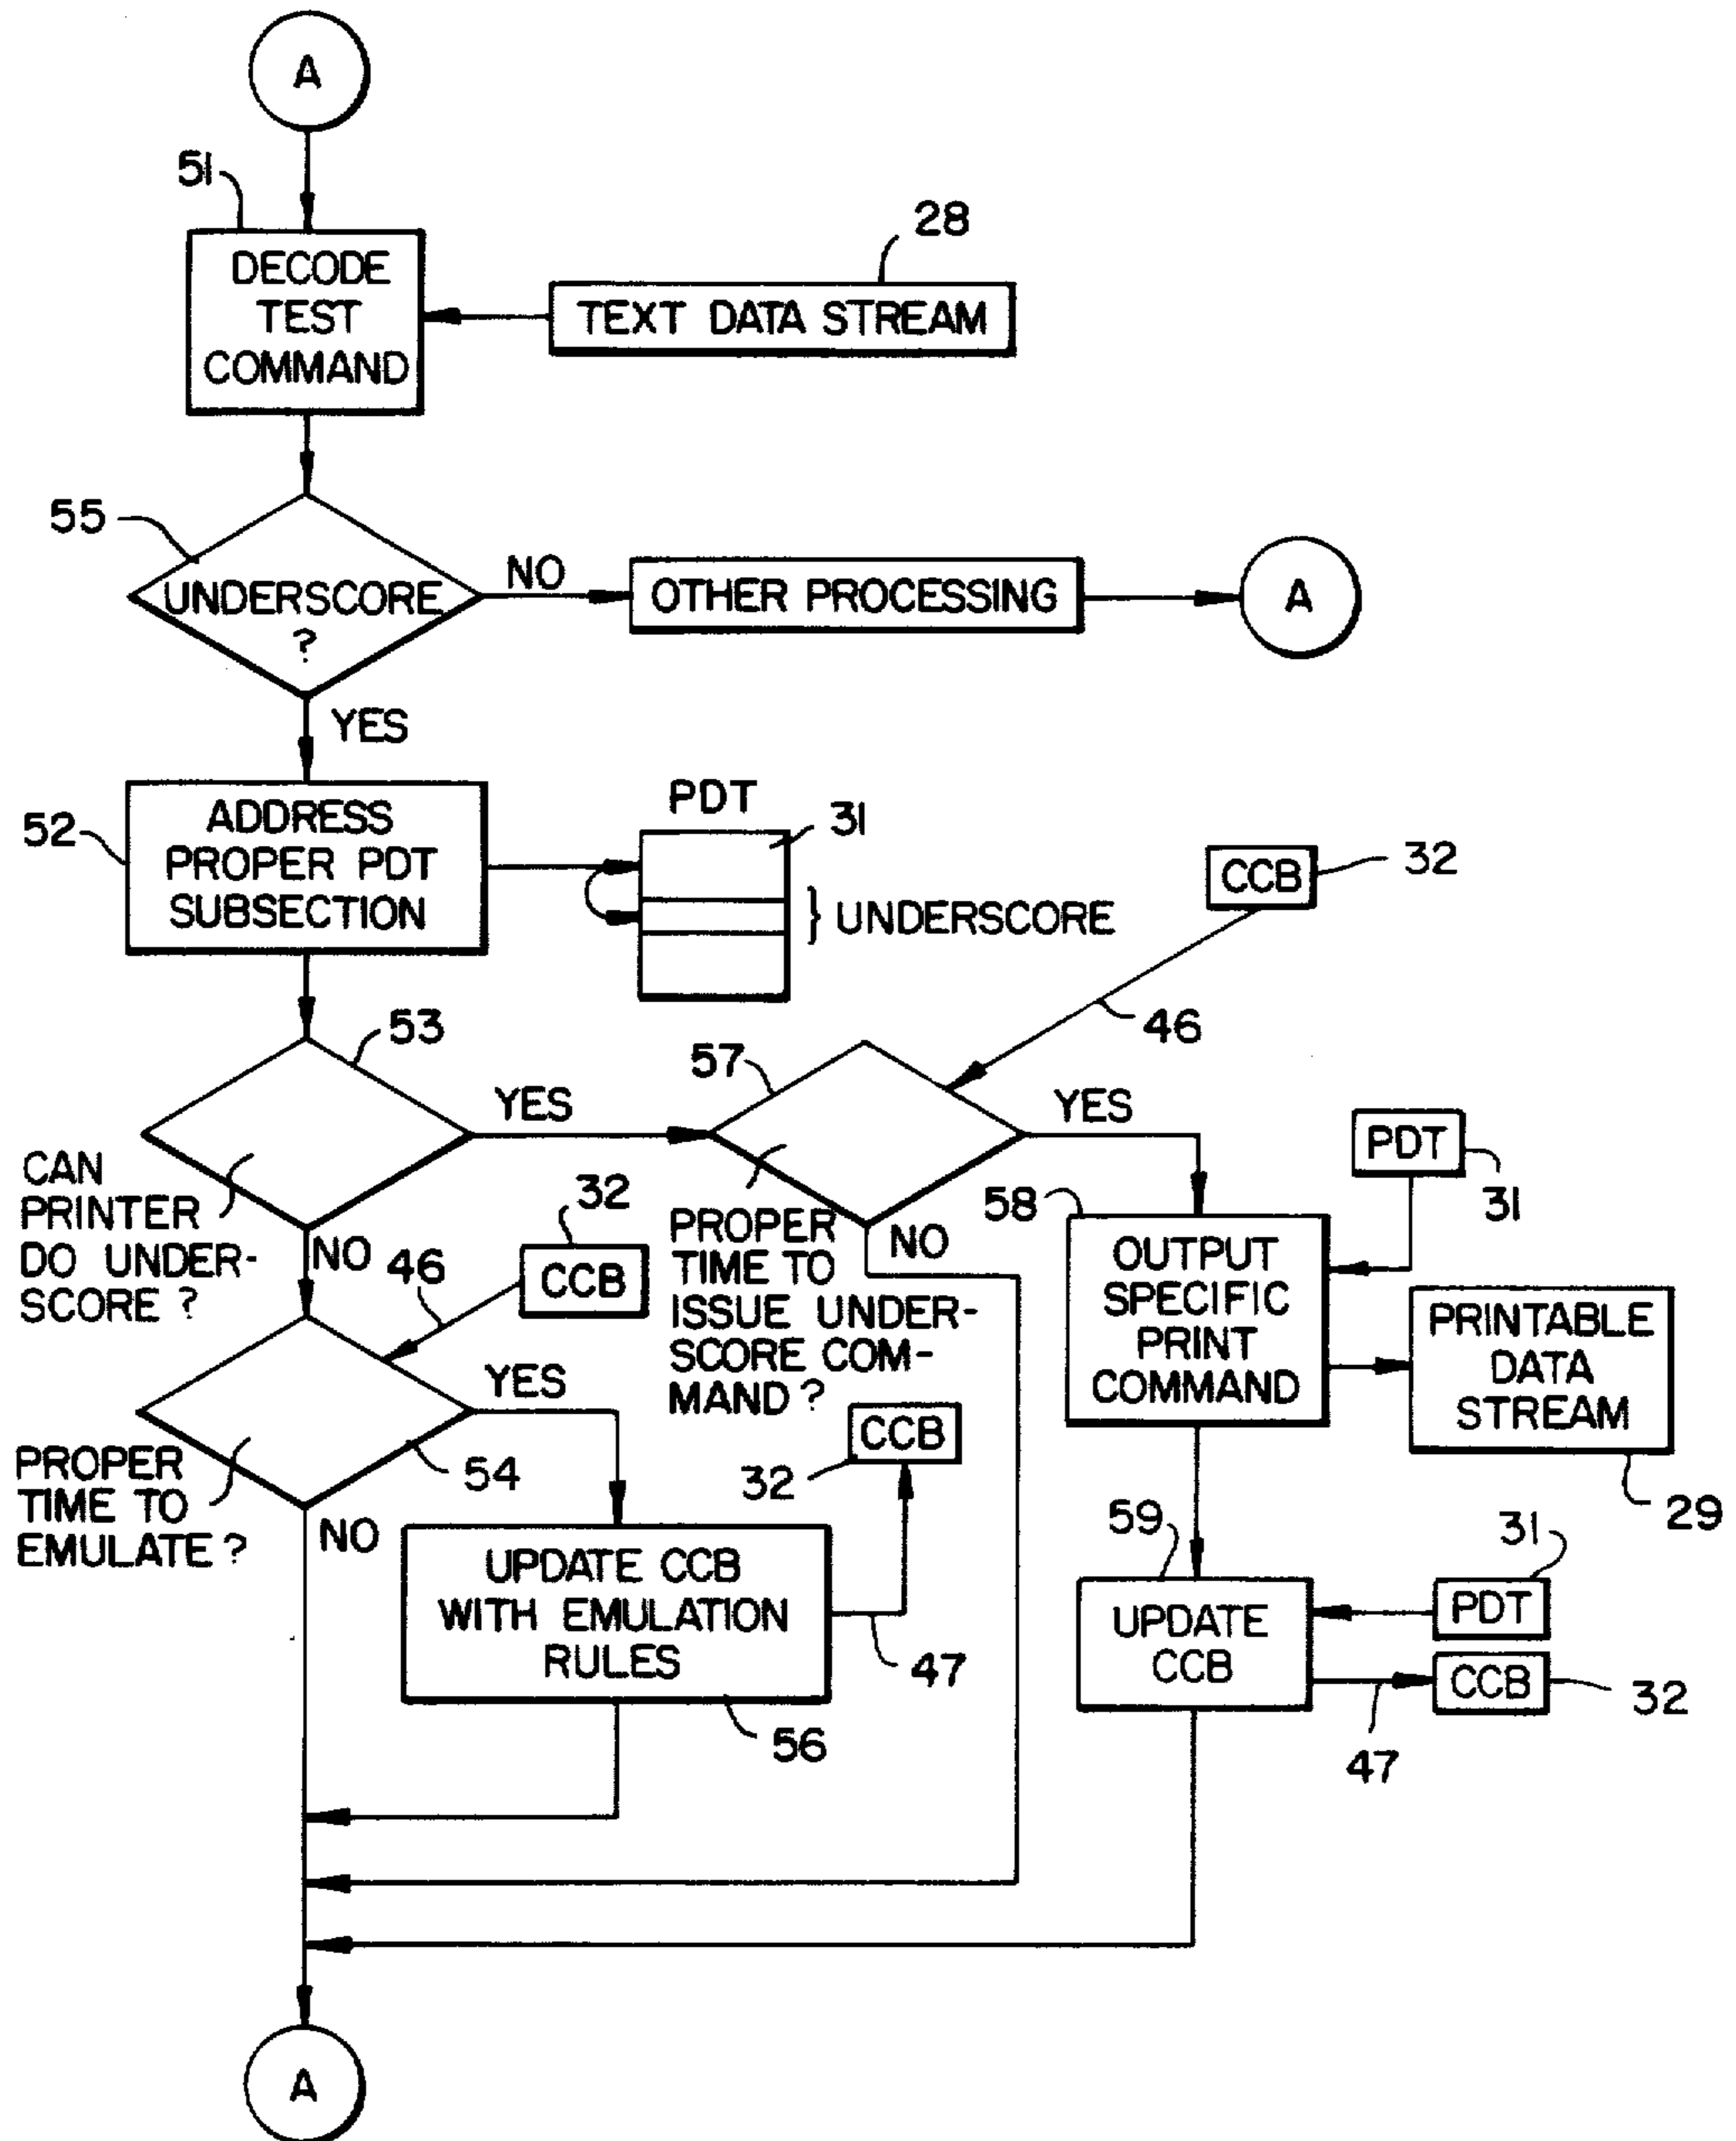 A
51
DECODE
TEST
COMMAND
28
TEXT DATA STREAM
55
UNDERSCORE
?
NO
OTHER PROCESSING
A
YES
52
ADDRESS
PROPER PDT
SUBSECTION
PDT
31
} UNDERSCORE
CCB
32
46
53
CAN
PRINTER
DO UNDER-
SCORE ?
YES
NO
57
PROPER
TIME TO
ISSUE UNDER-
SCORE COM-
MAND ?
YES
NO
PDT
31
58
OUTPUT
SPECIFIC
PRINT
COMMAND
PRINTABLE
DATA
STREAM
29
32
CCB
46
PROPER
TIME TO
EMULATE ?
54
YES
NO
CCB
32
UPDATE CCB
WITH EMULATION
RULES
47
56
59
UPDATE
CCB
31
PDT
CCB
32
47
A